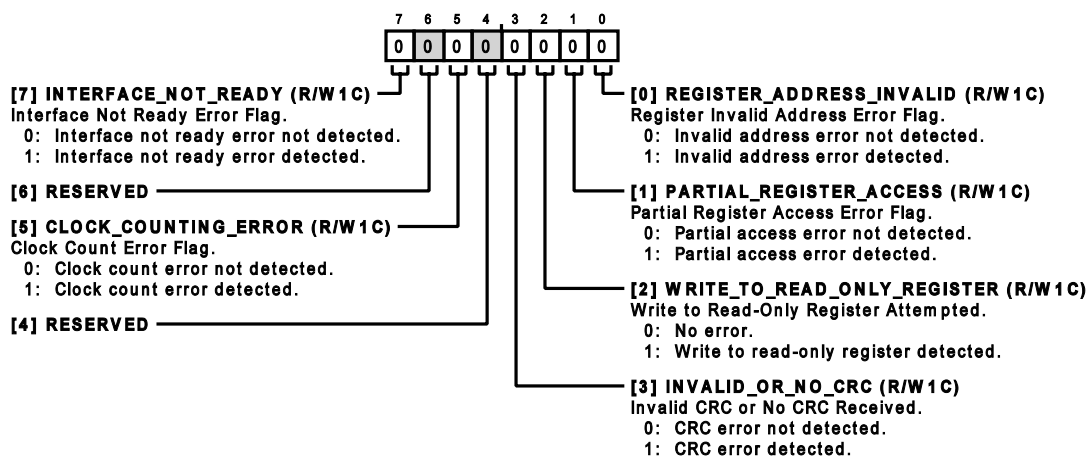 7 6 5 4 3 2 1 0
0 0 0 0 0 0 0 0
[7] INTERFACE_NOT_READY (R/W1C)
Interface Not Ready Error Flag.
0: Interface not ready error not detected.
1: Interface not ready error detected.
[6] RESERVED
[5] CLOCK_COUNTING_ERROR (R/W1C)
Clock Count Error Flag.
0: Clock count error not detected.
1: Clock count error detected.
[4] RESERVED
[0] REGISTER_ADDRESS_INVALID (R/W1C)
Register Invalid Address Error Flag.
0: Invalid address error not detected.
1: Invalid address error detected.
[1] PARTIAL_REGISTER_ACCESS (R/W1C)
Partial Register Access Error Flag.
0: Partial access error not detected.
1: Partial access error detected.
[2] WRITE_TO_READ_ONLY_REGISTER (R/W1C)
Write to Read-Only Register Attempted.
0: No error.
1: Write to read-only register detected.
[3] INVALID_OR_NO_CRC (R/W1C)
Invalid CRC or No CRC Received.
0: CRC error not detected.
1: CRC error detected.